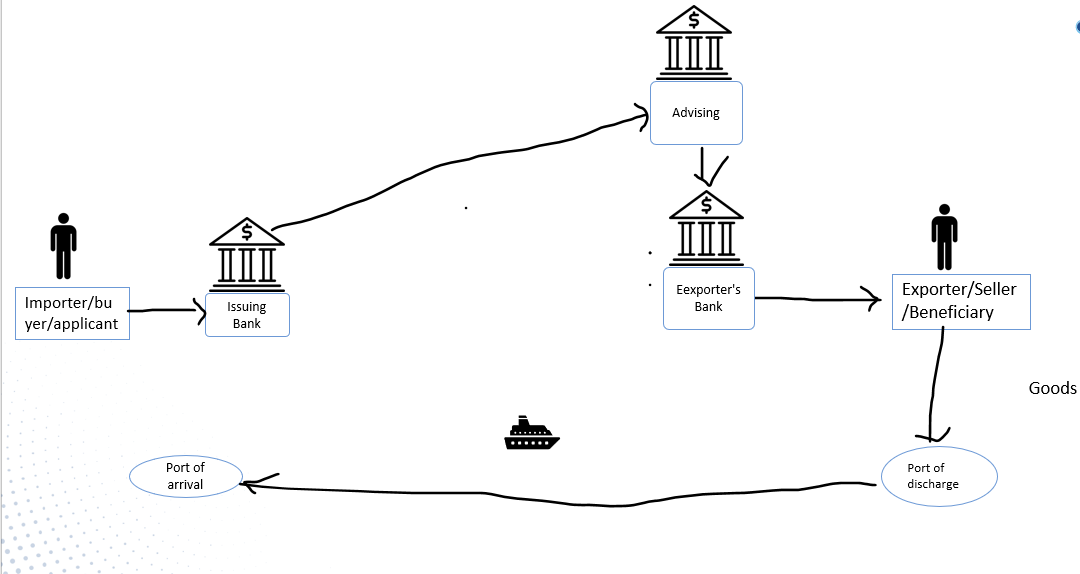 Advising
Importer/bu
yer/applicant
Issuing
Bank
Eexporter's
Bank
Exporter/Seller
/Beneficiary
Goods
Port of
arrival
Port of
discharge